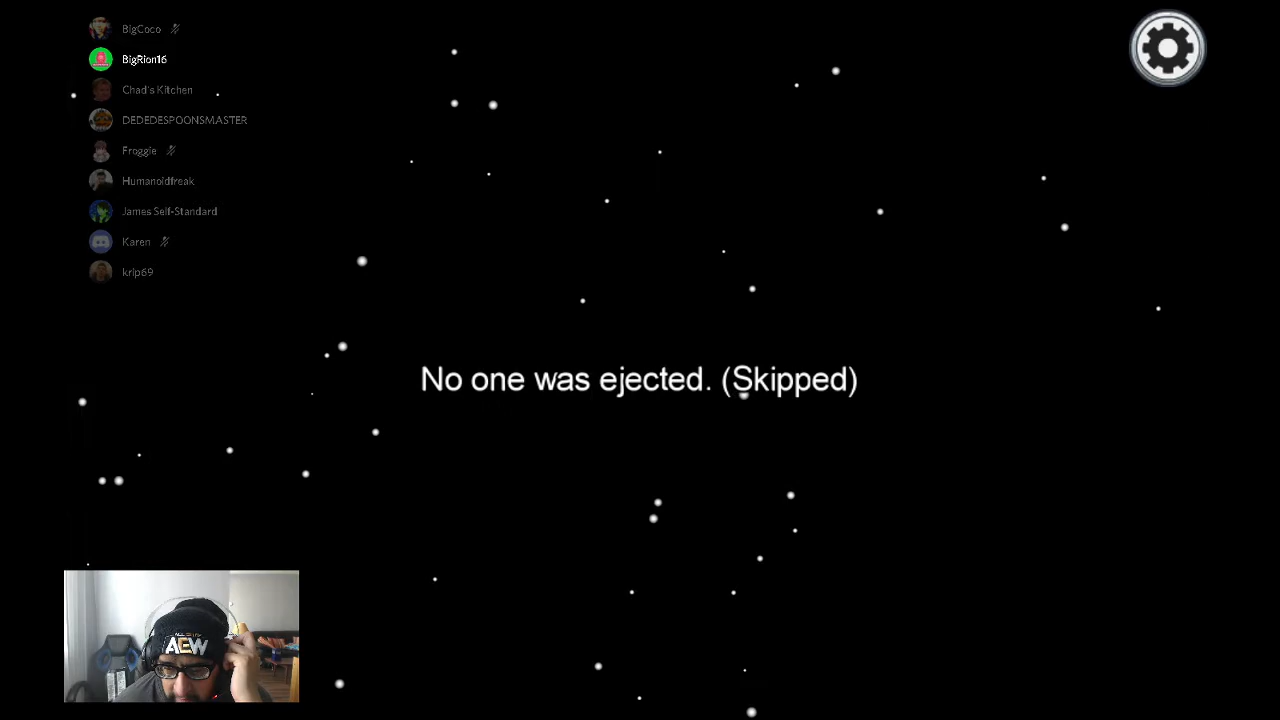 BigCoco
BigRion16
Chad's Kitchen
DEDEDESPOONSMASTER
Froggie
Humanoidfreak
James Self-Standard
Karen
krip69
No one was ejected. (Skipped)
AEW